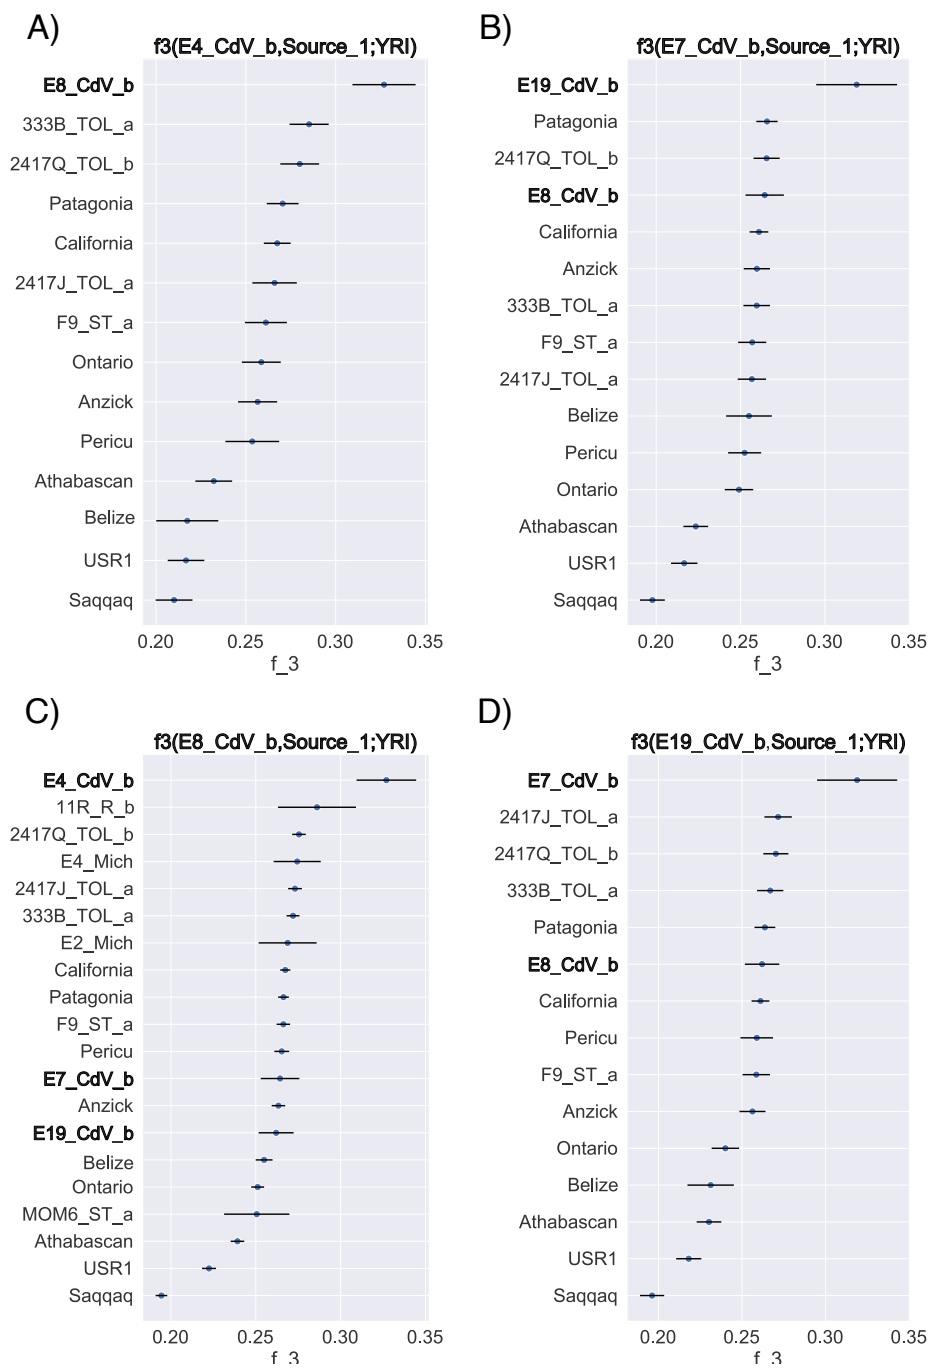 A)
f3(E4_CdV_b,Source_1;YRI)
E8_CdV_b
333B_TOL_a
2417Q_TOL_b
Patagonia
California
2417J_TOL_a
F9_ST_a
Ontario
Anzick
Pericu
Athabascan
Belize
USR1
Saqqaq
0.20 0.25 0.30 0.35
f_3
B)
f3(E7_CdV_b,Source_1;YRI)
E19_CdV_b
Patagonia
2417Q_TOL_b
E8_CdV_b
California
Anzick
333B_TOL_a
F9_ST_a
2417J_TOL_a
Belize
Pericu
Ontario
Athabascan
USR1
Saqqaq
0.20 0.25 0.30 0.35
f_3
C)
f3(E8_CdV_b,Source_1;YRI)
E4_CdV_b
11R_R_b
2417Q_TOL_b
E4_Mich
2417J_TOL_a
333B_TOL_a
E2_Mich
California
Patagonia
F9_ST_a
Pericu
E7_CdV_b
Anzick
E19_CdV_b
Belize
Ontario
MOM6_ST_a
Athabascan
USR1
Saqqaq
0.20 0.25 0.30 0.35
f_3
D)
f3(E19_CdV_b,Source_1;YRI)
E7_CdV_b
2417J_TOL_a
2417Q_TOL_b
333B_TOL_a
Patagonia
E8_CdV_b
California
Pericu
F9_ST_a
Anzick
Ontario
Belize
Athabascan
USR1
Saqqaq
0.20 0.25 0.30 0.35
f_3